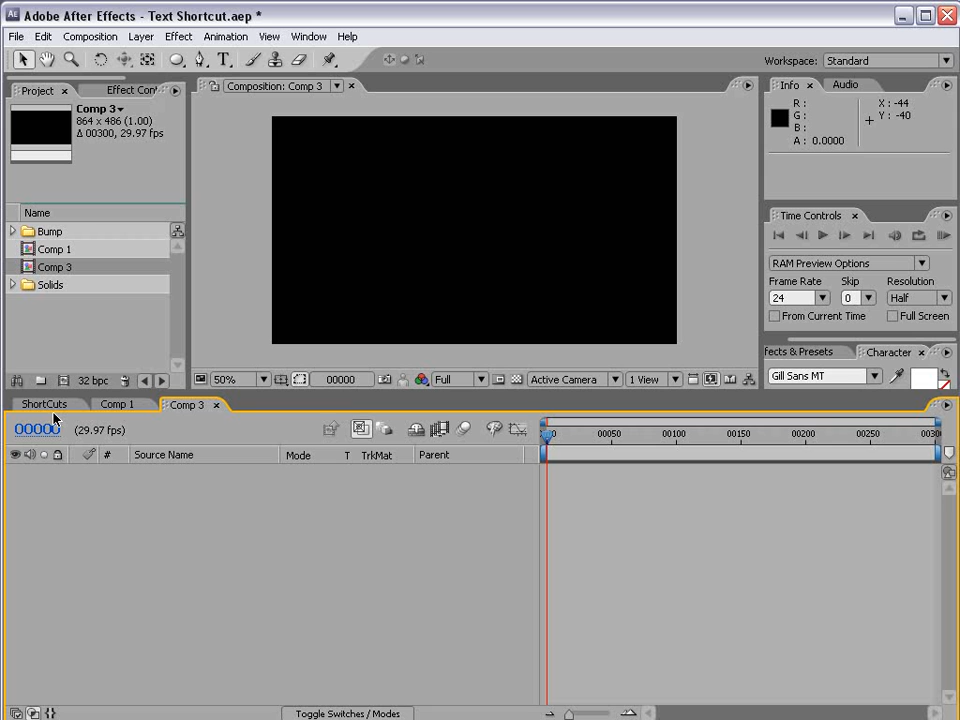 Adobe After Effects - Text Shortcut.aep *
File Edit Composition Layer Effect Animation View Window Help
Workspace: Standard
Project Effect Con
Comp 3
864 x 486 (1.00)
Δ 00300, 29.97 fps
Name
Bump
Comp 1
Comp 3
Solids
32 bpc
Composition: Comp 3
50% 00000 Full Active Camera 1 View
Info Audio
R : X : -44
G : Y : -40
B :
A : 0.0000
Time Controls
RAM Preview Options
Frame Rate Skip Resolution
24 0 Half
From Current Time Full Screen
fects & Presets Character
Gill Sans MT
ShortCuts Comp 1 Comp 3
00000 (29.97 fps)
00050 00100 00150 00200 00250 0030
# Source Name Mode T TrkMat Parent
Toggle Switches / Modes